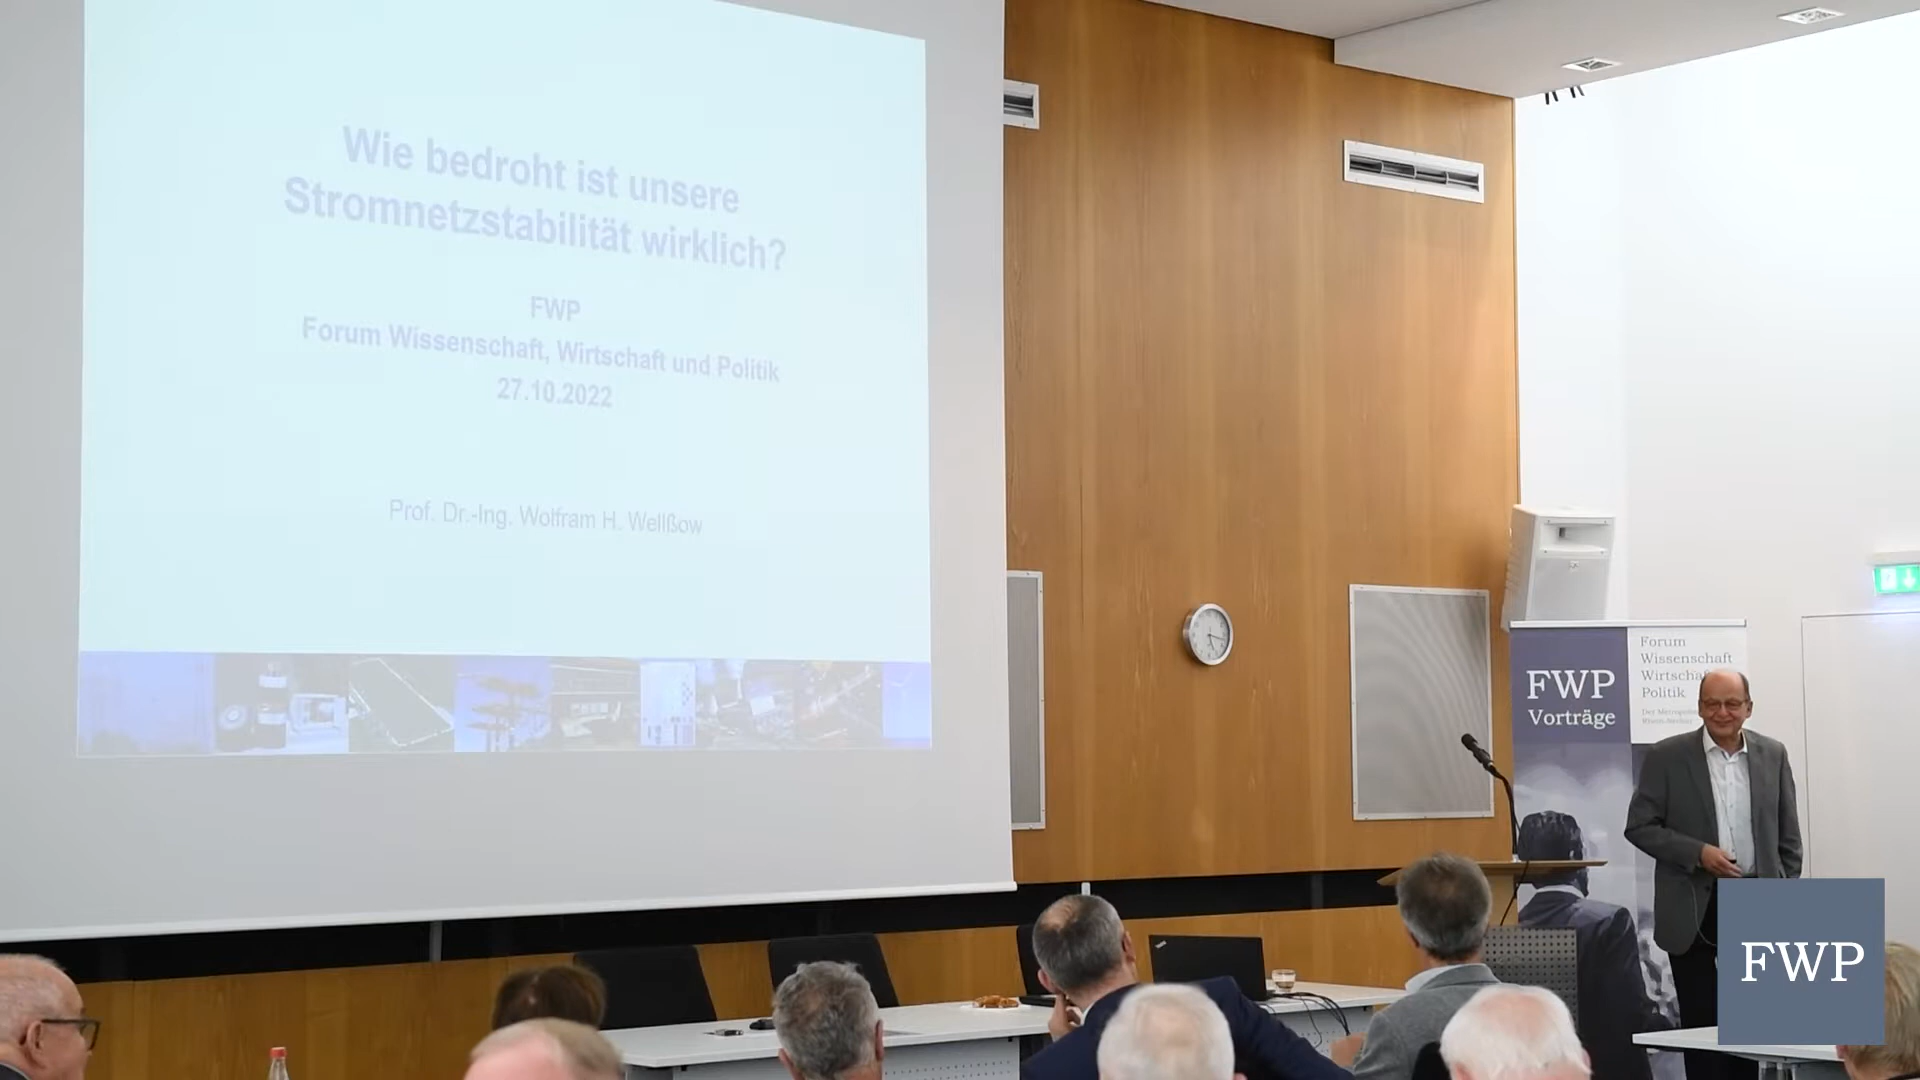 Wie bedroht ist unsere
Stromnetzstabilität wirklich?
FWP
Forum Wissenschaft, Wirtschaft und Politik
27.10.2022
Prof. Dr.-Ing. Wolfram H. Wellßow
FWP
Vorträge
Forum
Wissenschaft
Politik
FWP